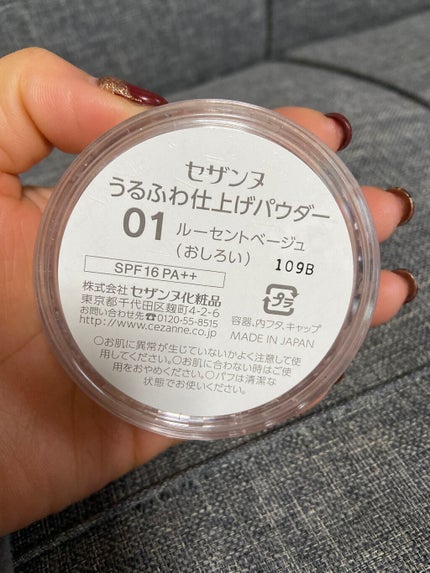 セザンヌ
うるふわ仕上げパウダー
01 ルーセントベージュ
(おしろい)
109B
SPF16 PA++
株式会社 セザンヌ化粧品
東京都千代田区麹町4-2-6
お問い合わせ先☎0120-55-8515
http://www.cezanne.co.jp
プラ
容器、内フタ、キャップ
MADE IN JAPAN
○お肌に異常が生じていないかよく注意して使
用してください。○お肌に合わない時はご使
用をおやめください。○パフは清潔な
状態でお使いください。